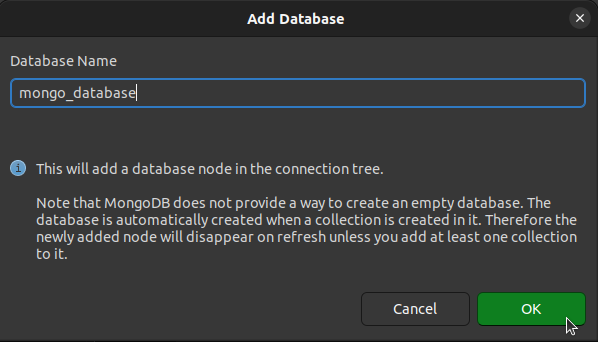 Add Database
Database Name
mongo_database
This will add a database node in the connection tree.
Note that MongoDB does not provide a way to create an empty database. The
database is automatically created when a collection is created in it. Therefore the
newly added node will disappear on refresh unless you add at least one collection
to it.
Cancel
OK